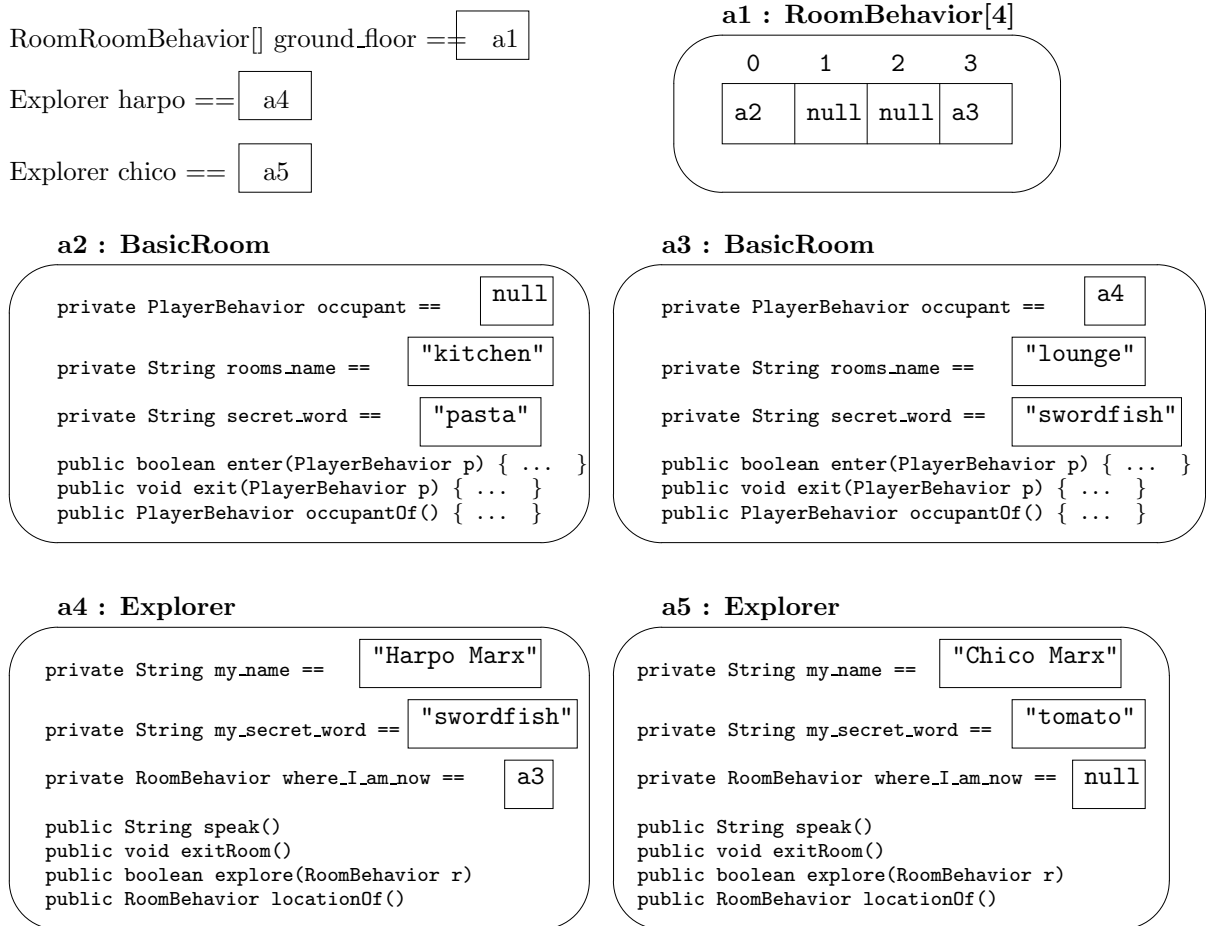 RoomRoomBehavior[] ground_floor == a1
Explorer harpo == a4
Explorer chico == a5
a1 : RoomBehavior[4]
0 1 2 3
a2 null null a3
a2 : BasicRoom
private PlayerBehavior occupant == null
private String rooms_name == "kitchen"
private String secret_word == "pasta"
public boolean enter(PlayerBehavior p) { ... }
public void exit(PlayerBehavior p) { ... }
public PlayerBehavior occupantOf() { ... }
a3 : BasicRoom
private PlayerBehavior occupant == a4
private String rooms_name == "lounge"
private String secret_word == "swordfish"
public boolean enter(PlayerBehavior p) { ... }
public void exit(PlayerBehavior p) { ... }
public PlayerBehavior occupantOf() { ... }
a4 : Explorer
private String my_name == "Harpo Marx"
private String my_secret_word == "swordfish"
private RoomBehavior where_I_am_now == a3
public String speak()
public void exitRoom()
public boolean explore(RoomBehavior r)
public RoomBehavior locationOf()
a5 : Explorer
private String my_name == "Chico Marx"
private String my_secret_word == "tomato"
private RoomBehavior where_I_am_now == null
public String speak()
public void exitRoom()
public boolean explore(RoomBehavior r)
public RoomBehavior locationOf()